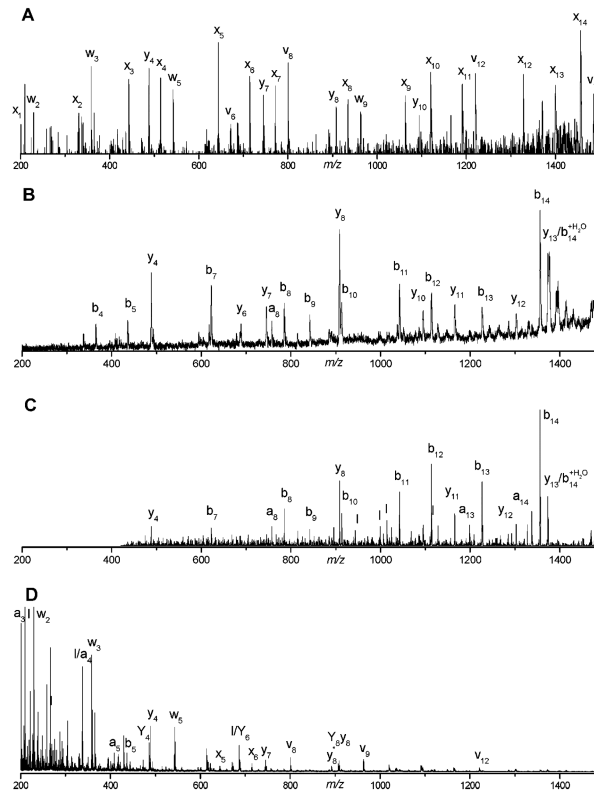 A
x1 w2 x2 w3 x3 y4 x4 w5 x5 v6 x6 y7 x7 v8 y8 x8 w9 x9 y10 x10 x11 v12 x12 x13 x14 v
200 400 600 800 m/z 1000 1200 1400
B
b4 b5 y4 b7 y6 y7 a8 b8 b9 y8 b10 b11 y10 b12 y11 b13 y12 b14 y13/b14+H2O
200 400 600 800 m/z 1000 1200 1400
C
y4 b7 a8 b8 b9 y8 b10 I b11 I I b12 I y11 a13 b13 y12 a14 b14 y13/b14+H2O
200 400 600 800 m/z 1000 1200 1400
D
a3 I w2 I I/a4 w3 a5 b5 Y4 y4 w5 x5 I/Y6 x6 y7 v8 y8* Y8 y8 v9 v12
200 400 600 800 m/z 1000 1200 1400